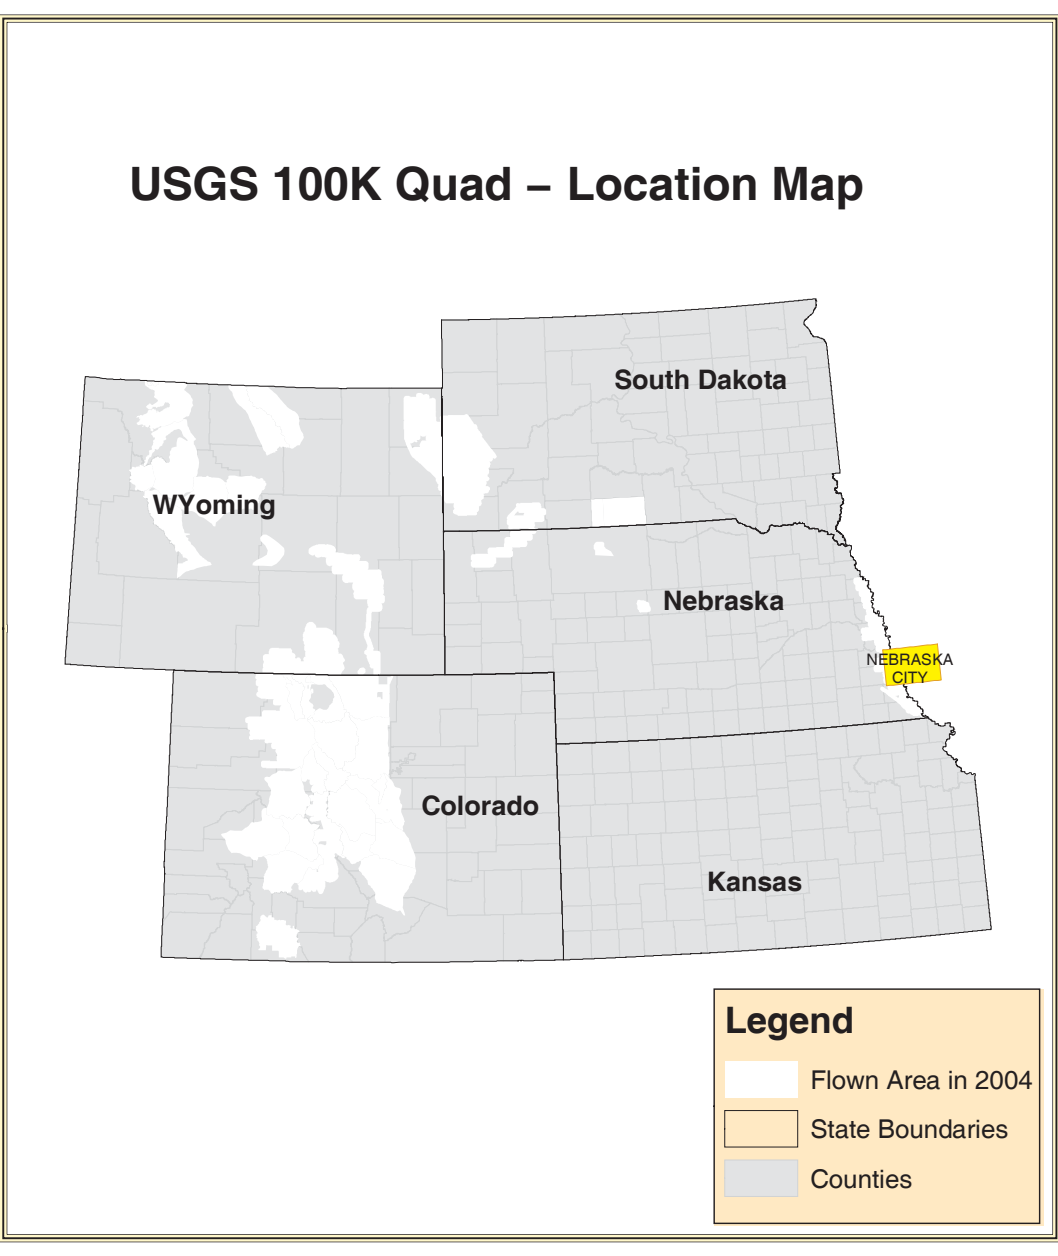 USGS 100K Quad – Location Map
South Dakota
WYoming
Nebraska
NEBRASKA
CITY
Colorado
Kansas
Legend
Flown Area in 2004
State Boundaries
Counties